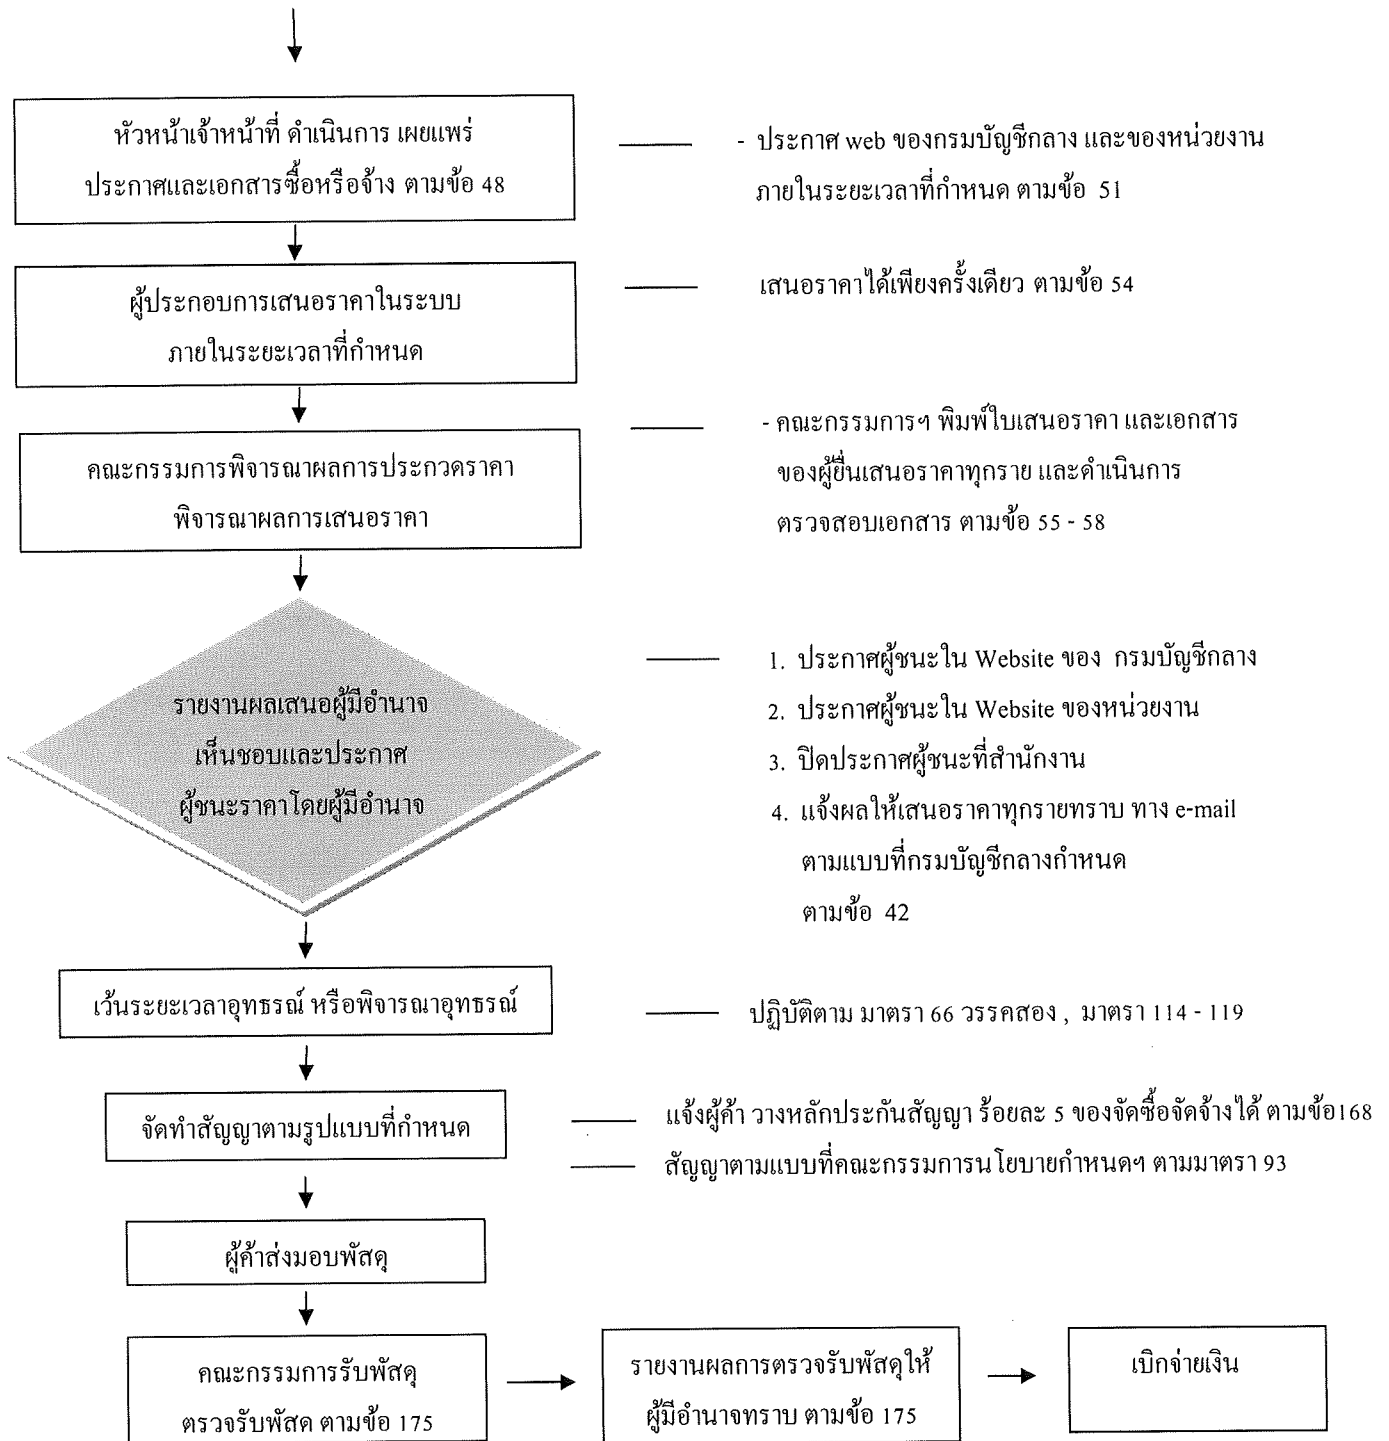 หัวหน้าเจ้าหน้าที่ ดำเนินการ เผยแพร่
ประกาศและเอกสารซื้อหรือจ้าง ตามข้อ 48
- ประกาศ web ของกรมบัญชีกลาง และของหน่วยงาน
ภายในระยะเวลาที่กำหนด ตามข้อ 51
ผู้ประกอบการเสนอราคาในระบบ
ภายในระยะเวลาที่กำหนด
เสนอราคาได้เพียงครั้งเดียว ตามข้อ 54
คณะกรรมการพิจารณาผลการประกวดราคา
พิจารณาผลการเสนอราคา
- คณะกรรมการฯ พิมพ์ใบเสนอราคา และเอกสาร
ของผู้ยื่นเสนอราคาทุกราย และดำเนินการ
ตรวจสอบเอกสาร ตามข้อ 55 - 58
รายงานผลเสนอผู้มีอำนาจ
เห็นชอบและประกาศ
ผู้ชนะราคาโดยผู้มีอำนาจ
1. ประกาศผู้ชนะใน Website ของ กรมบัญชีกลาง
2. ประกาศผู้ชนะใน Website ของหน่วยงาน
3. ปิดประกาศผู้ชนะที่สำนักงาน
4. แจ้งผลให้เสนอราคาทุกรายทราบ ทาง e-mail
ตามแบบที่กรมบัญชีกลางกำหนด
ตามข้อ 42
เว้นระยะเวลาอุทธรณ์ หรือพิจารณาอุทธรณ์
ปฏิบัติตาม มาตรา 66 วรรคสอง , มาตรา 114 - 119
จัดทำสัญญาตามรูปแบบที่กำหนด
แจ้งผู้ค้า วางหลักประกันสัญญา ร้อยละ 5 ของจัดซื้อจัดจ้างได้ ตามข้อ168
สัญญาตามแบบที่คณะกรรมการนโยบายกำหนดฯ ตามมาตรา 93
ผู้ค้าส่งมอบพัสดุ
คณะกรรมการรับพัสดุ
ตรวจรับพัสด ตามข้อ 175
รายงานผลการตรวจรับพัสดุให้
ผู้มีอำนาจทราบ ตามข้อ 175
เบิกจ่ายเงิน